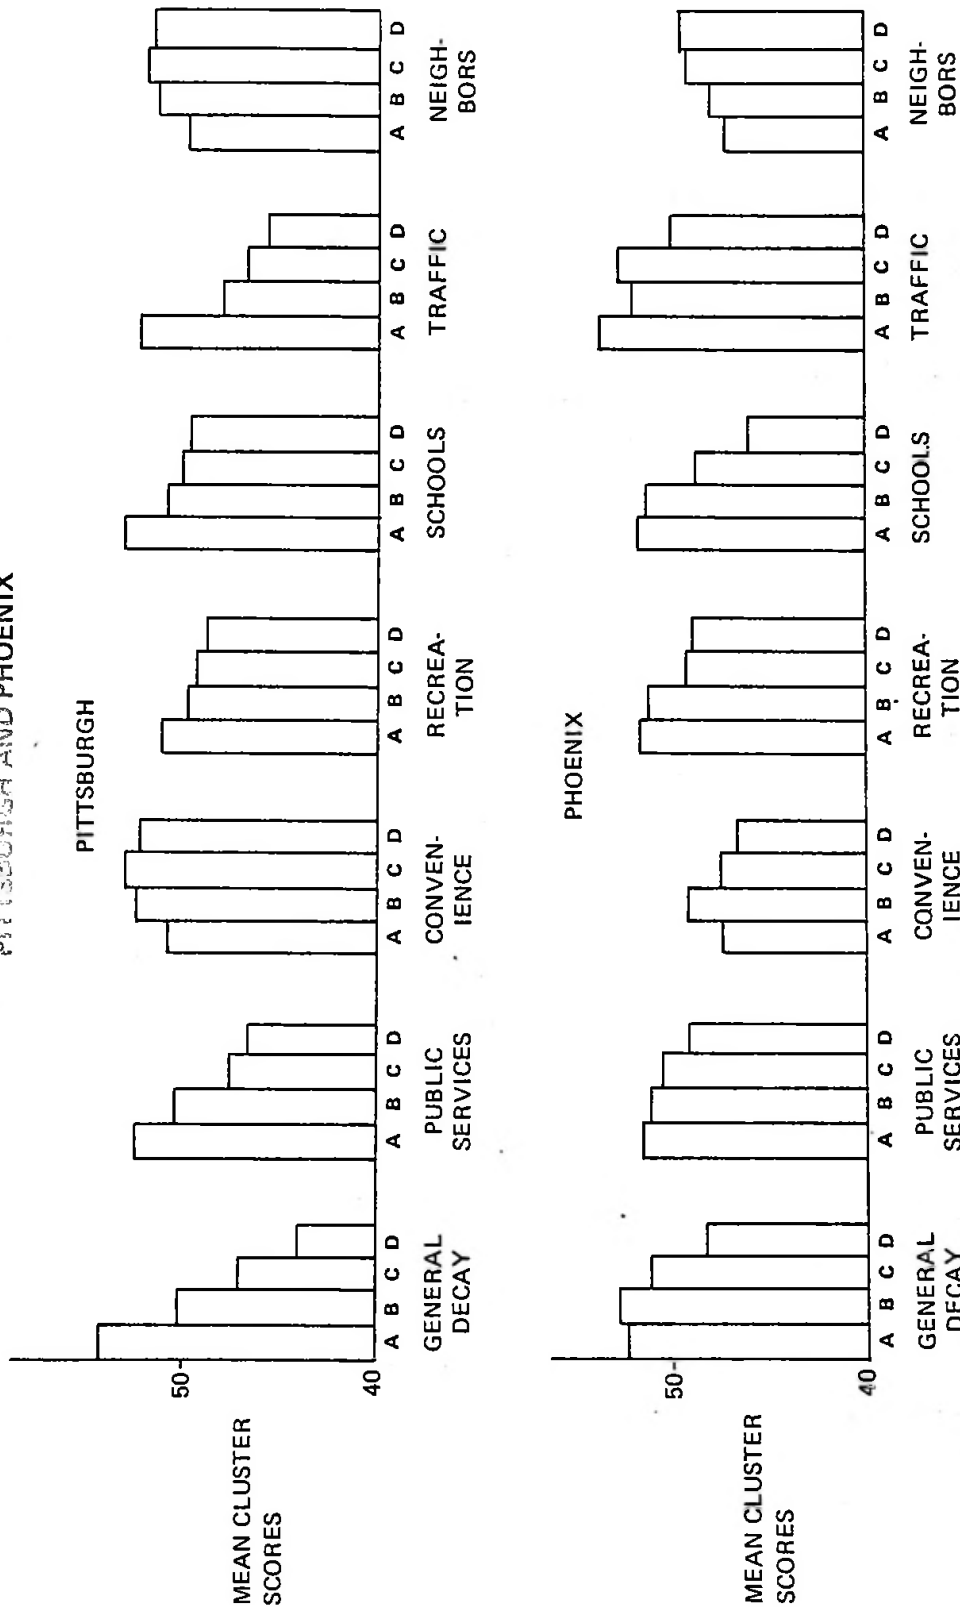 PITTSBURGH AND PHOENIX
PITTSBURGH
MEAN CLUSTER
SCORES
50-
40
A B C D A B C D A B C D A B C D A B C D A B C D A B C D
GENERAL PUBLIC CONVEN- RECREA- SCHOOLS TRAFFIC NEIGH-
DECAY SERVICES IENCE TION BORS
PHOENIX
MEAN CLUSTER
SCORES
50-
40
A B C D A B C D A B C D A B C D A B C D A B C D A B C D
GENERAL PUBLIC CONVEN- RECREA- SCHOOLS TRAFFIC NEIGH-
DECAY SERVICES IENCE TION BORS